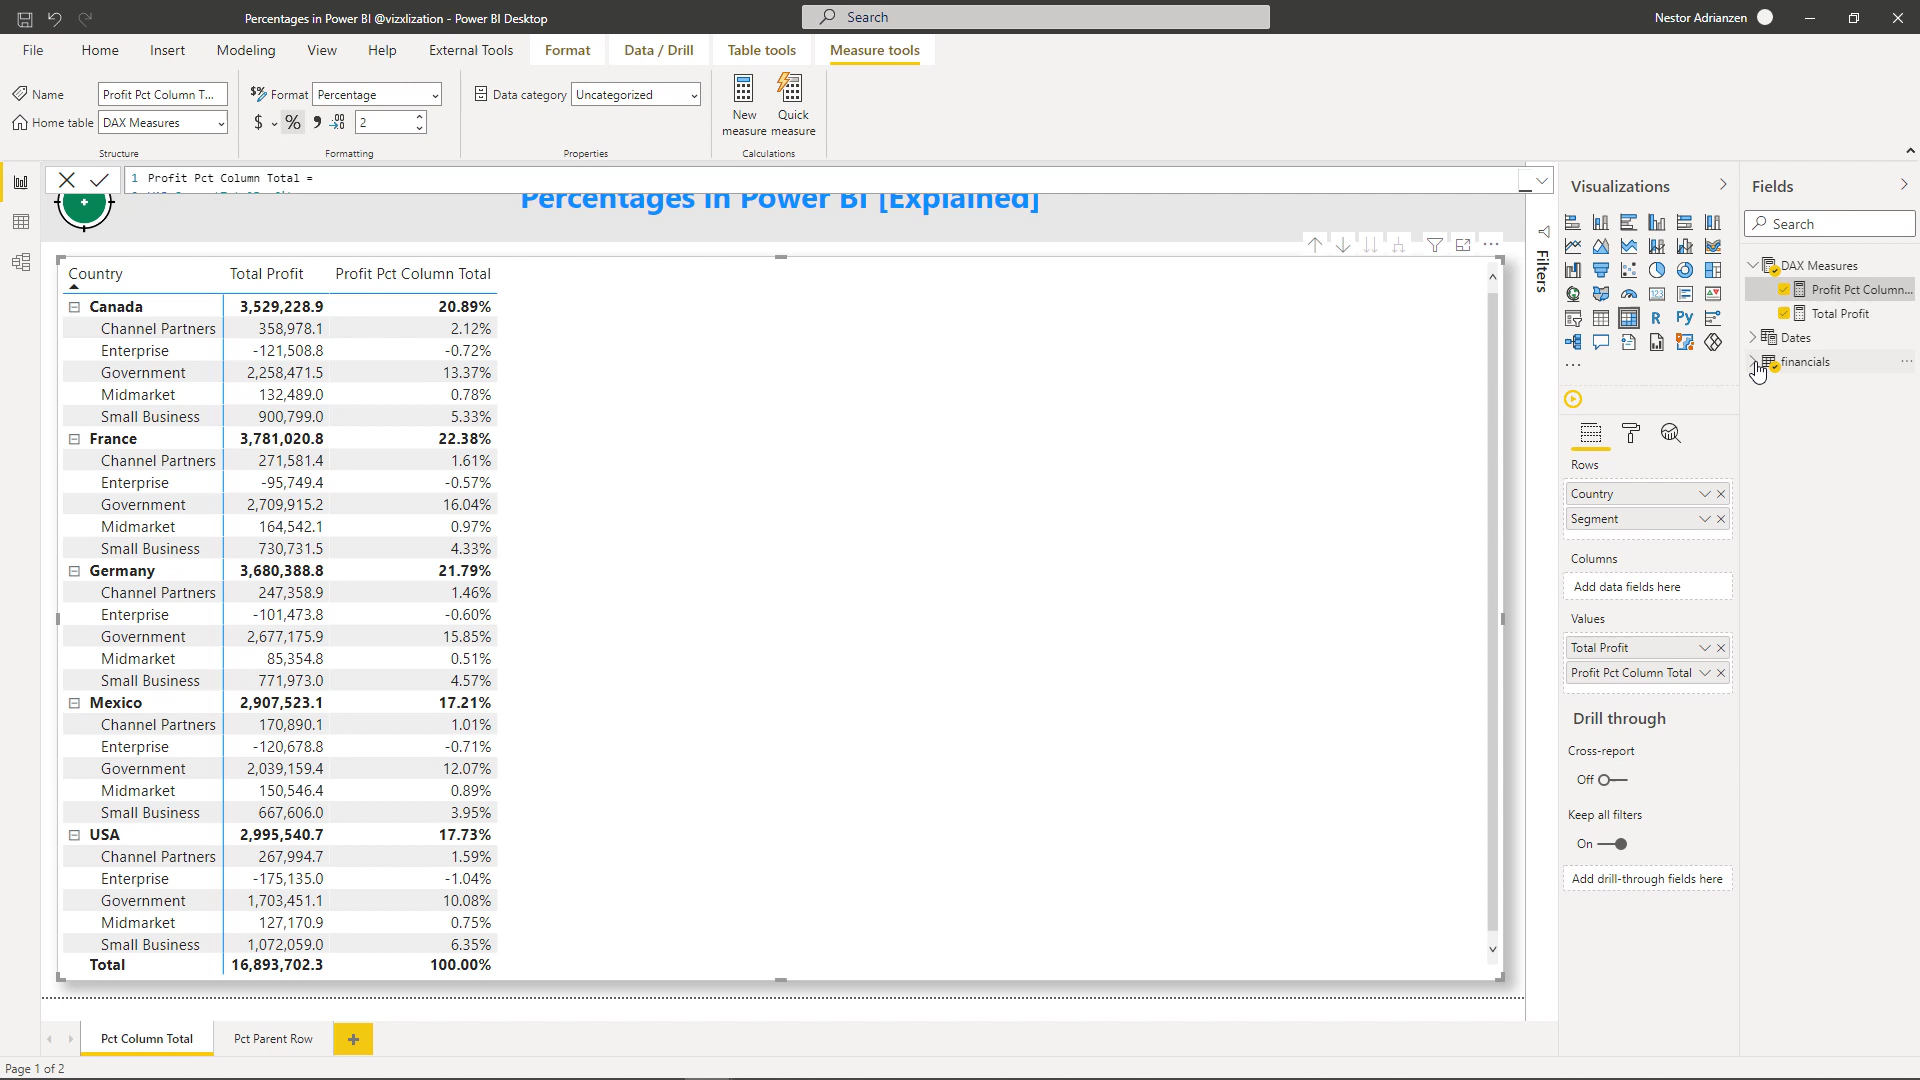 Percentages in Power BI @vizxlization - Power BI Desktop
Search
Nestor Adrianzen
File Home Insert Modeling View Help External Tools Format Data / Drill Table tools Measure tools
Name Profit Pct Column T...
Home table DAX Measures
Structure
$% Format Percentage
$ % 2
Formatting
Data category Uncategorized
Properties
New measure
Quick measure
Calculations
1 Profit Pct Column Total =
Percentages in Power BI [Explained]
Country Total Profit Profit Pct Column Total
Canada 3,529,228.9 20.89%
Channel Partners 358,978.1 2.12%
Enterprise -121,508.8 -0.72%
Government 2,258,471.5 13.37%
Midmarket 132,489.0 0.78%
Small Business 900,799.0 5.33%
France 3,781,020.8 22.38%
Channel Partners 271,581.4 1.61%
Enterprise -95,749.4 -0.57%
Government 2,709,915.2 16.04%
Midmarket 164,542.1 0.97%
Small Business 730,731.5 4.33%
Germany 3,680,388.8 21.79%
Channel Partners 247,358.9 1.46%
Enterprise -101,473.8 -0.60%
Government 2,677,175.9 15.85%
Midmarket 85,354.8 0.51%
Small Business 771,973.0 4.57%
Mexico 2,907,523.1 17.21%
Channel Partners 170,890.1 1.01%
Enterprise -120,678.8 -0.71%
Government 2,039,159.4 12.07%
Midmarket 150,546.4 0.89%
Small Business 667,606.0 3.95%
USA 2,995,540.7 17.73%
Channel Partners 267,994.7 1.59%
Enterprise -175,135.0 -1.04%
Government 1,703,451.1 10.08%
Midmarket 127,170.9 0.75%
Small Business 1,072,059.0 6.35%
Total 16,893,702.3 100.00%
Filters
Visualizations
R Py
Rows
Country
Segment
Columns
Add data fields here
Values
Total Profit
Profit Pct Column Total
Drill through
Cross-report
Off
Keep all filters
On
Add drill-through fields here
Fields
Search
DAX Measures
Profit Pct Column...
Total Profit
Dates
financials
Pct Column Total Pct Parent Row
Page 1 of 2